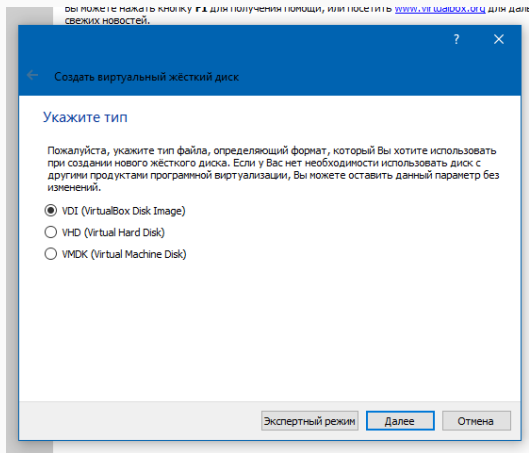 Вы можете нажать кнопку F1 для получения помощи, или посетить www.virtualbox.org для
свежих новостей.
?
Создать виртуальный жёсткий диск
Укажите тип
Пожалуйста, укажите тип файла, определяющий формат, который Вы хотите использовать
при создании нового жёсткого диска. Если у Вас нет необходимости использовать диск с
другими продуктами программной виртуализации, Вы можете оставить данный параметр без
изменений.
VDI (VirtualBox Disk Image)
VHD (Virtual Hard Disk)
VMDK (Virtual Machine Disk)
Экспертный режим Далее Отмена